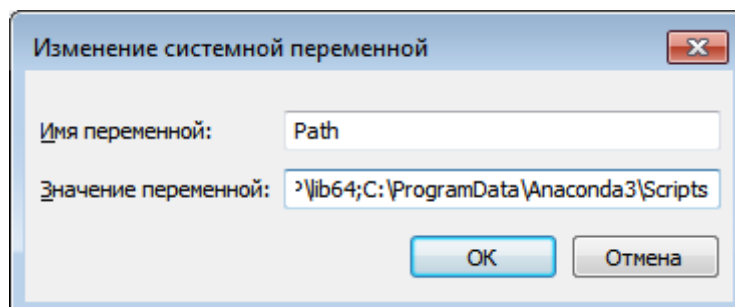 Изменение системной переменной
Имя переменной: Path
Значение переменной: \lib64;C:\ProgramData\Anaconda3\Scripts
OK Отмена